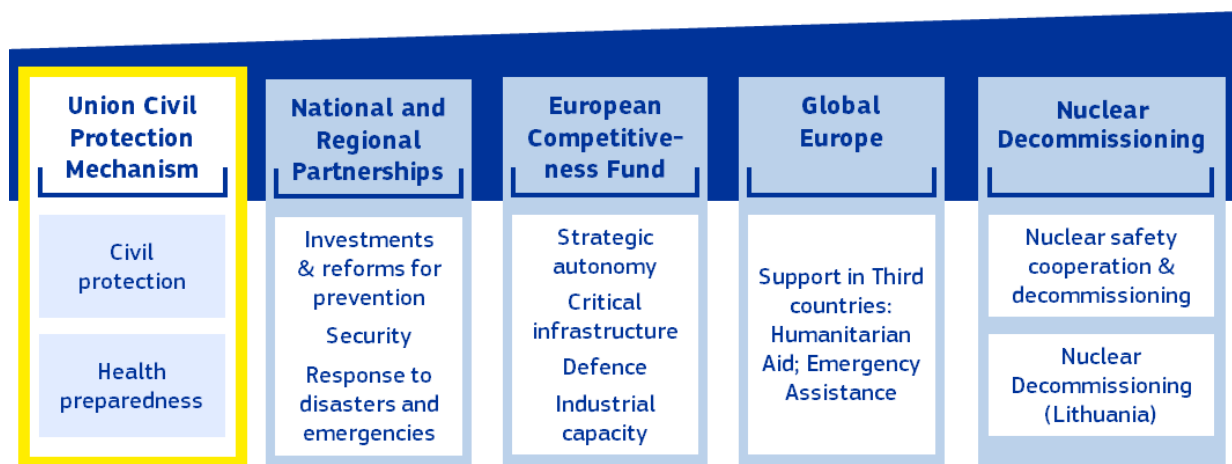 Union Civil
Protection
Mechanism
Civil
protection
Health
preparedness
National and
Regional
Partnerships
Investments
& reforms for
prevention
Security
Response to
disasters and
emergencies
European
Competitive-
ness Fund
Strategic
autonomy
Critical
infrastructure
Defence
Industrial
capacity
Global
Europe
Support in Third
countries:
Humanitarian
Aid; Emergency
Assistance
Nuclear
Decommissioning
Nuclear safety
cooperation &
decommissioning
Nuclear
Decommissioning
(Lithuania)